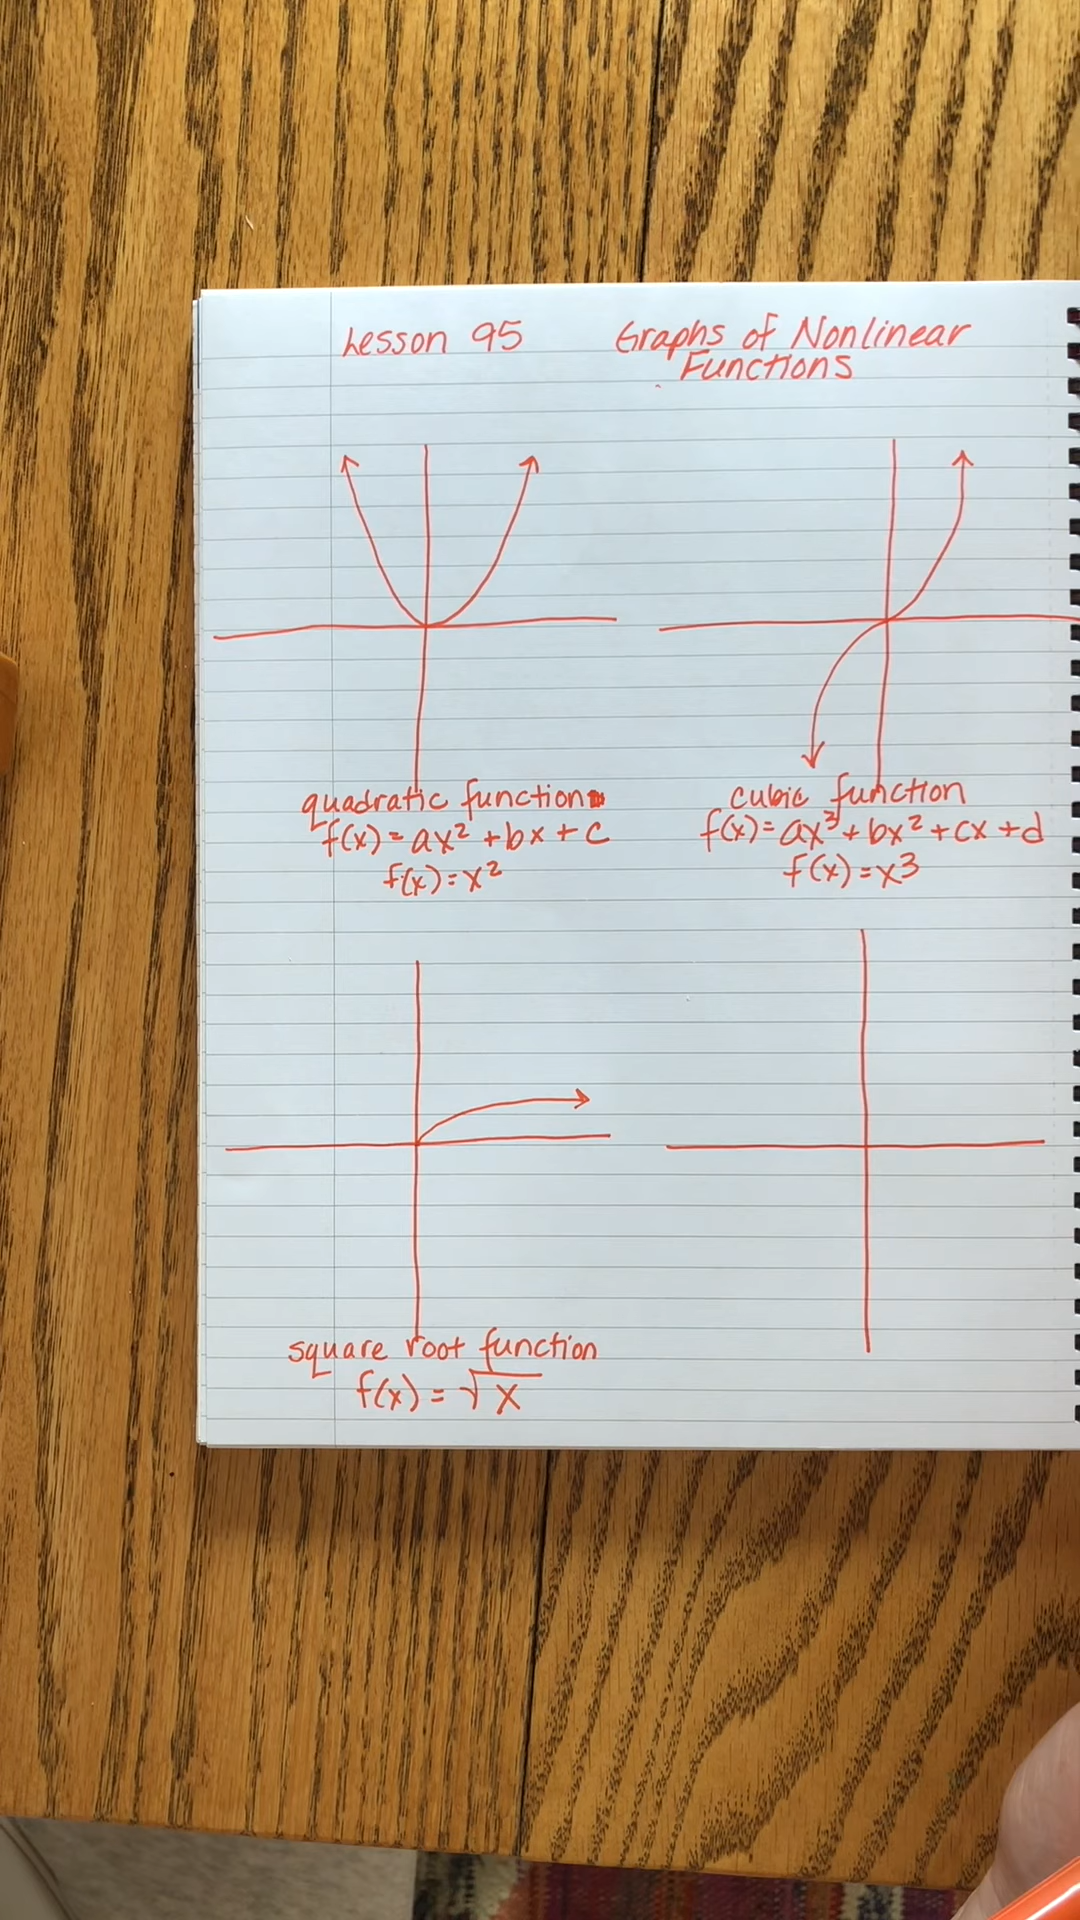 Lesson 95
Graphs of Nonlinear
Functions
quadratic function
f(x) = ax² + bx + c
f(x) = x²
cubic function
f(x) = ax³ + bx² + cx + d
f(x) = x³
square root function
f(x) = √x